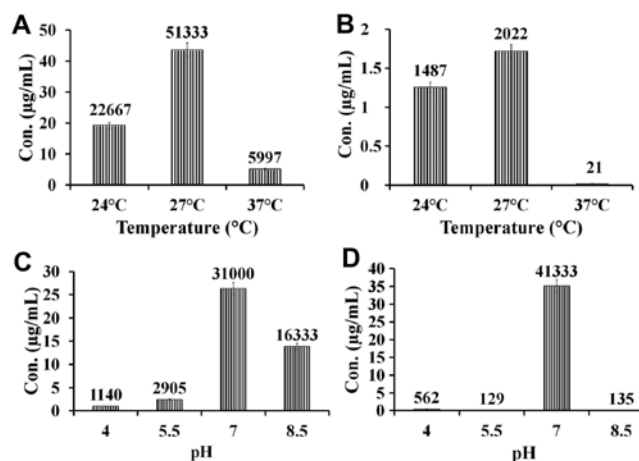 A
Con. (µg/mL)
50
40
30
20
10
0
22667
51333
5997
24°C 27°C 37°C
Temperature (°C)
B
Con. (µg/mL)
2
1.5
1
0.5
0
1487
2022
21
24°C 27°C 37°C
Temperature (°C)
C
Con. (µg/mL)
30
25
20
15
10
5
0
1140
2905
31000
16333
4 5.5 7 8.5
pH
D
Con. (µg/mL)
40
35
30
25
20
15
10
5
0
562
129
41333
135
4 5.5 7 8.5
pH